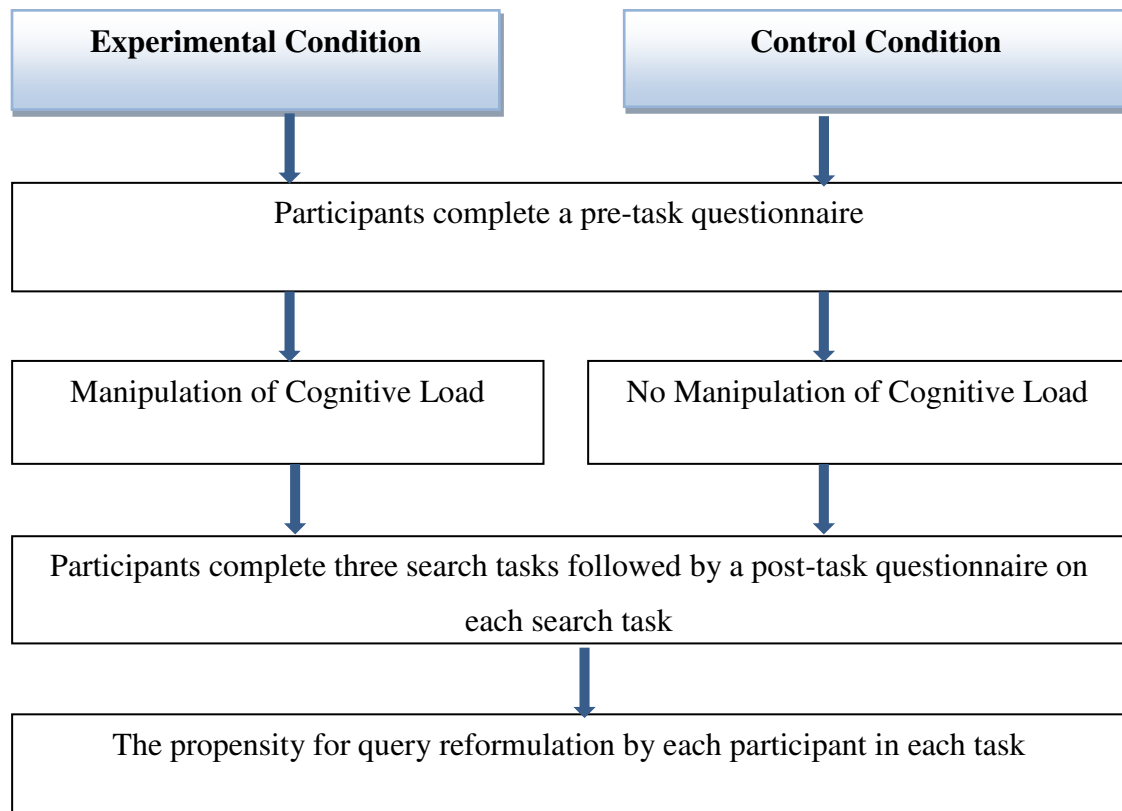 Experimental Condition
Control Condition
Participants complete a pre-task questionnaire
Manipulation of Cognitive Load
No Manipulation of Cognitive Load
Participants complete three search tasks followed by a post-task questionnaire on
each search task
The propensity for query reformulation by each participant in each task